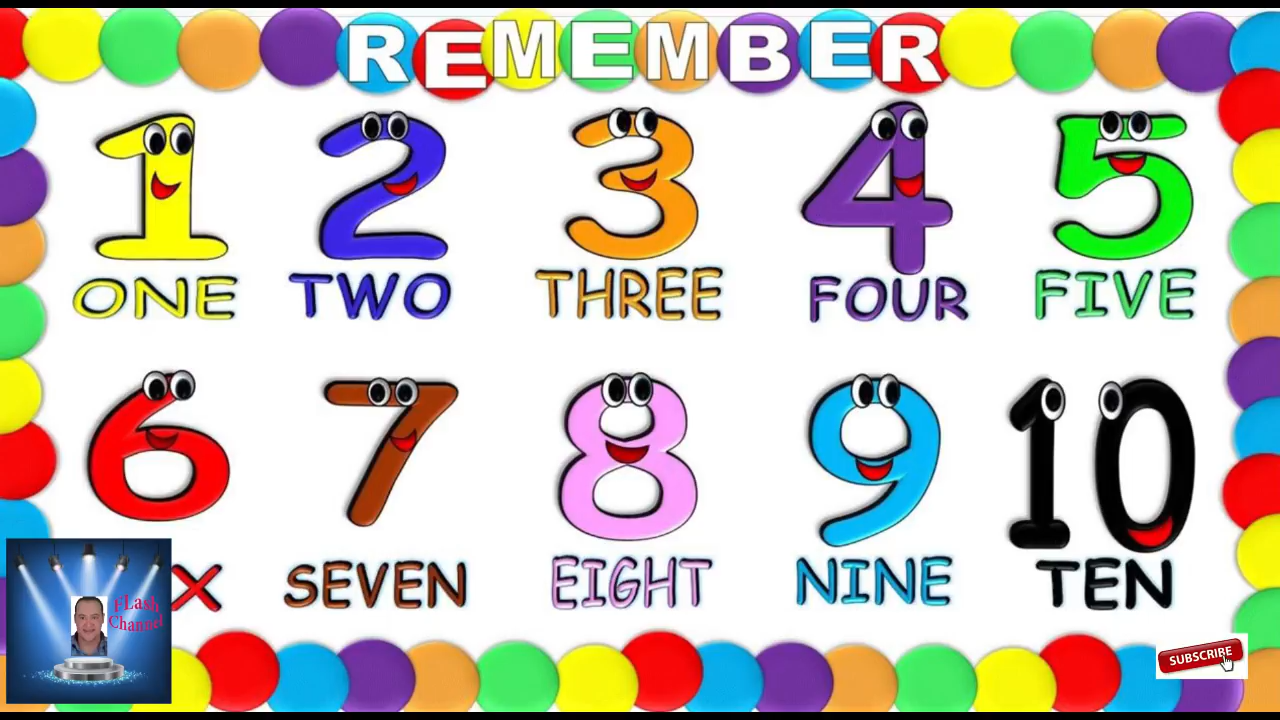 REMEMBER
1 2 3 4 5
ONE TWO THREE FOUR FIVE
6 7 8 9 10
X SEVEN EIGHT NINE TEN
FLash
Channel
SUBSCRIBE